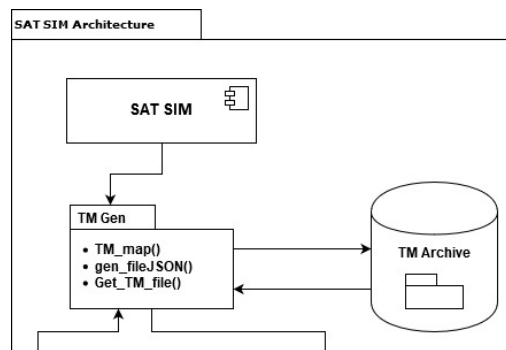 SAT SIM Architecture
SAT SIM
TM Gen
TM_map()
gen_fileJSON()
Get_TM_file()
TM Archive